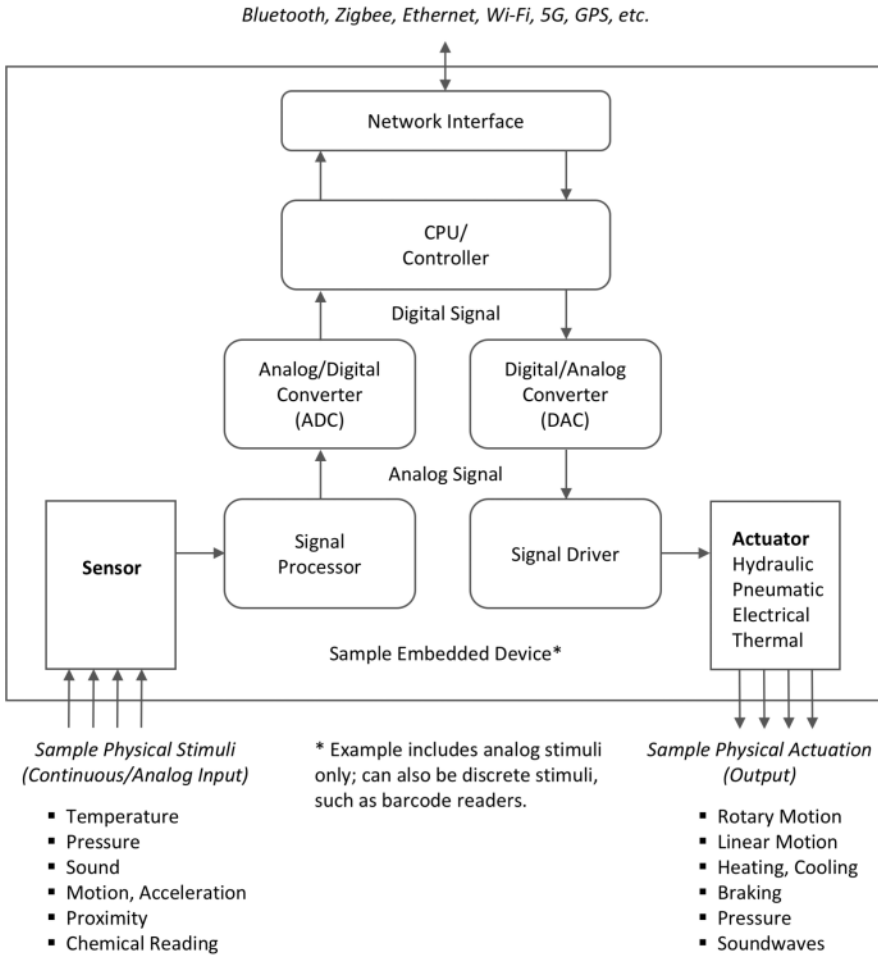 Bluetooth, Zigbee, Ethernet, Wi-Fi, 5G, GPS, etc.
Network Interface
CPU/
Controller
Digital Signal
Analog/Digital
Converter
(ADC)
Digital/Analog
Converter
(DAC)
Analog Signal
Sensor
Signal
Processor
Signal Driver
Actuator
Hydraulic
Pneumatic
Electrical
Thermal
Sample Embedded Device*
Sample Physical Stimuli
(Continuous/Analog Input)
▪ Temperature
▪ Pressure
▪ Sound
▪ Motion, Acceleration
▪ Proximity
▪ Chemical Reading
* Example includes analog stimuli
only; can also be discrete stimuli,
such as barcode readers.
Sample Physical Actuation
(Output)
▪ Rotary Motion
▪ Linear Motion
▪ Heating, Cooling
▪ Braking
▪ Pressure
▪ Soundwaves